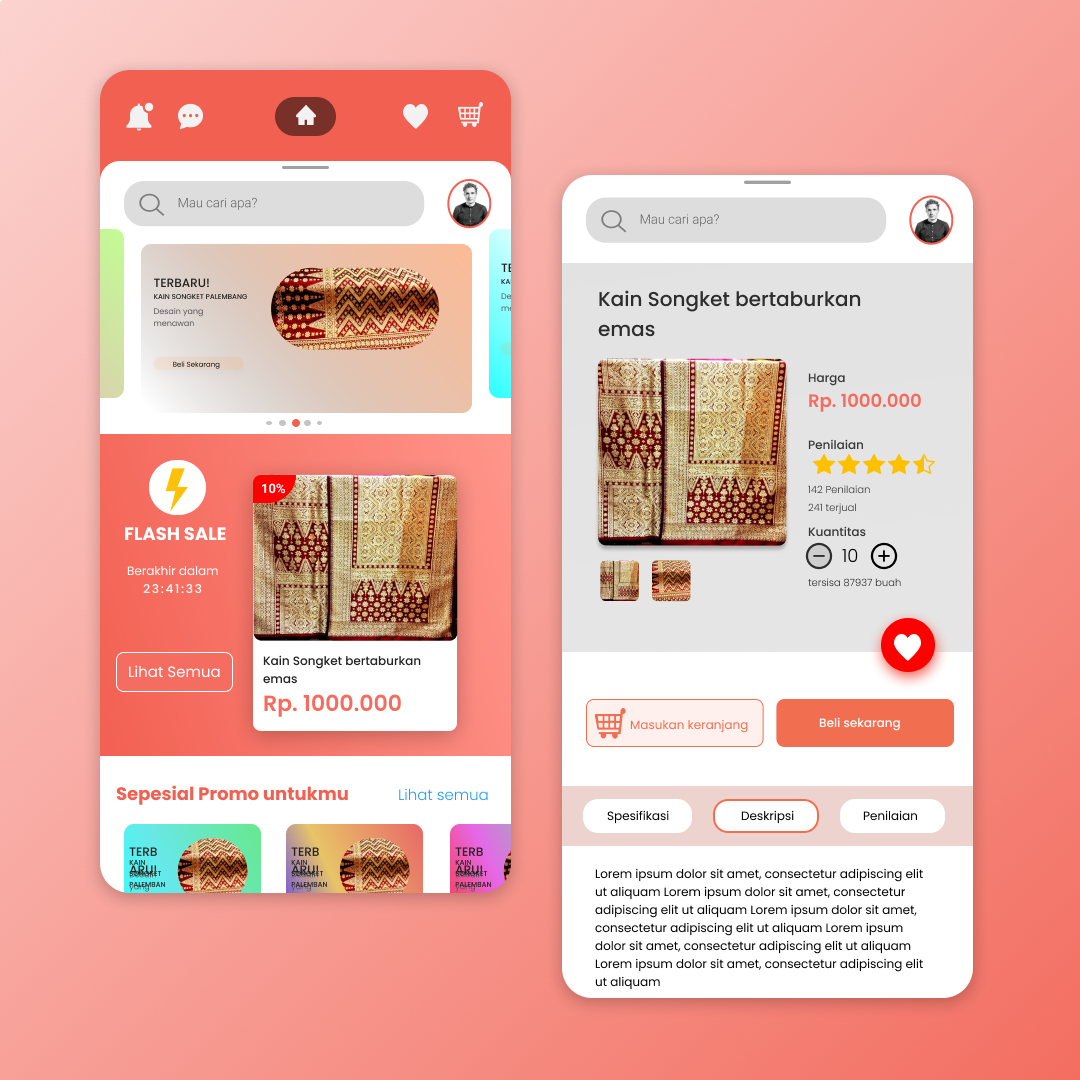 Mau cari apa?
TERBARU!
KAIN SONGKET PALEMBANG
Desain yang
menawan
Beli Sekarang
10%
FLASH SALE
Berakhir dalam
23:41:33
Lihat Semua
Kain Songket bertaburkan
emas
Rp. 1000.000
Sepesial Promo untukmu
Lihat semua
TERB
ARU!
KAIN
PALEMBAN
TERB
ARU!
KAIN
PALEMBAN
TERB
ARU!
KAIN
PALEMBAN
Mau cari apa?
Kain Songket bertaburkan
emas
Harga
Rp. 1000.000
Penilaian
142 Penilaian
241 terjual
Kuantitas
10
tersisa 87937 buah
Masukan keranjang
Beli sekarang
Spesifikasi
Deskripsi
Penilaian
Lorem ipsum dolor sit amet, consectetur adipiscing elit
ut aliquam Lorem ipsum dolor sit amet, consectetur
adipiscing elit ut aliquam Lorem ipsum dolor sit amet,
consectetur adipiscing elit ut aliquam Lorem ipsum
dolor sit amet, consectetur adipiscing elit ut aliquam
Lorem ipsum dolor sit amet, consectetur adipiscing elit
ut aliquam